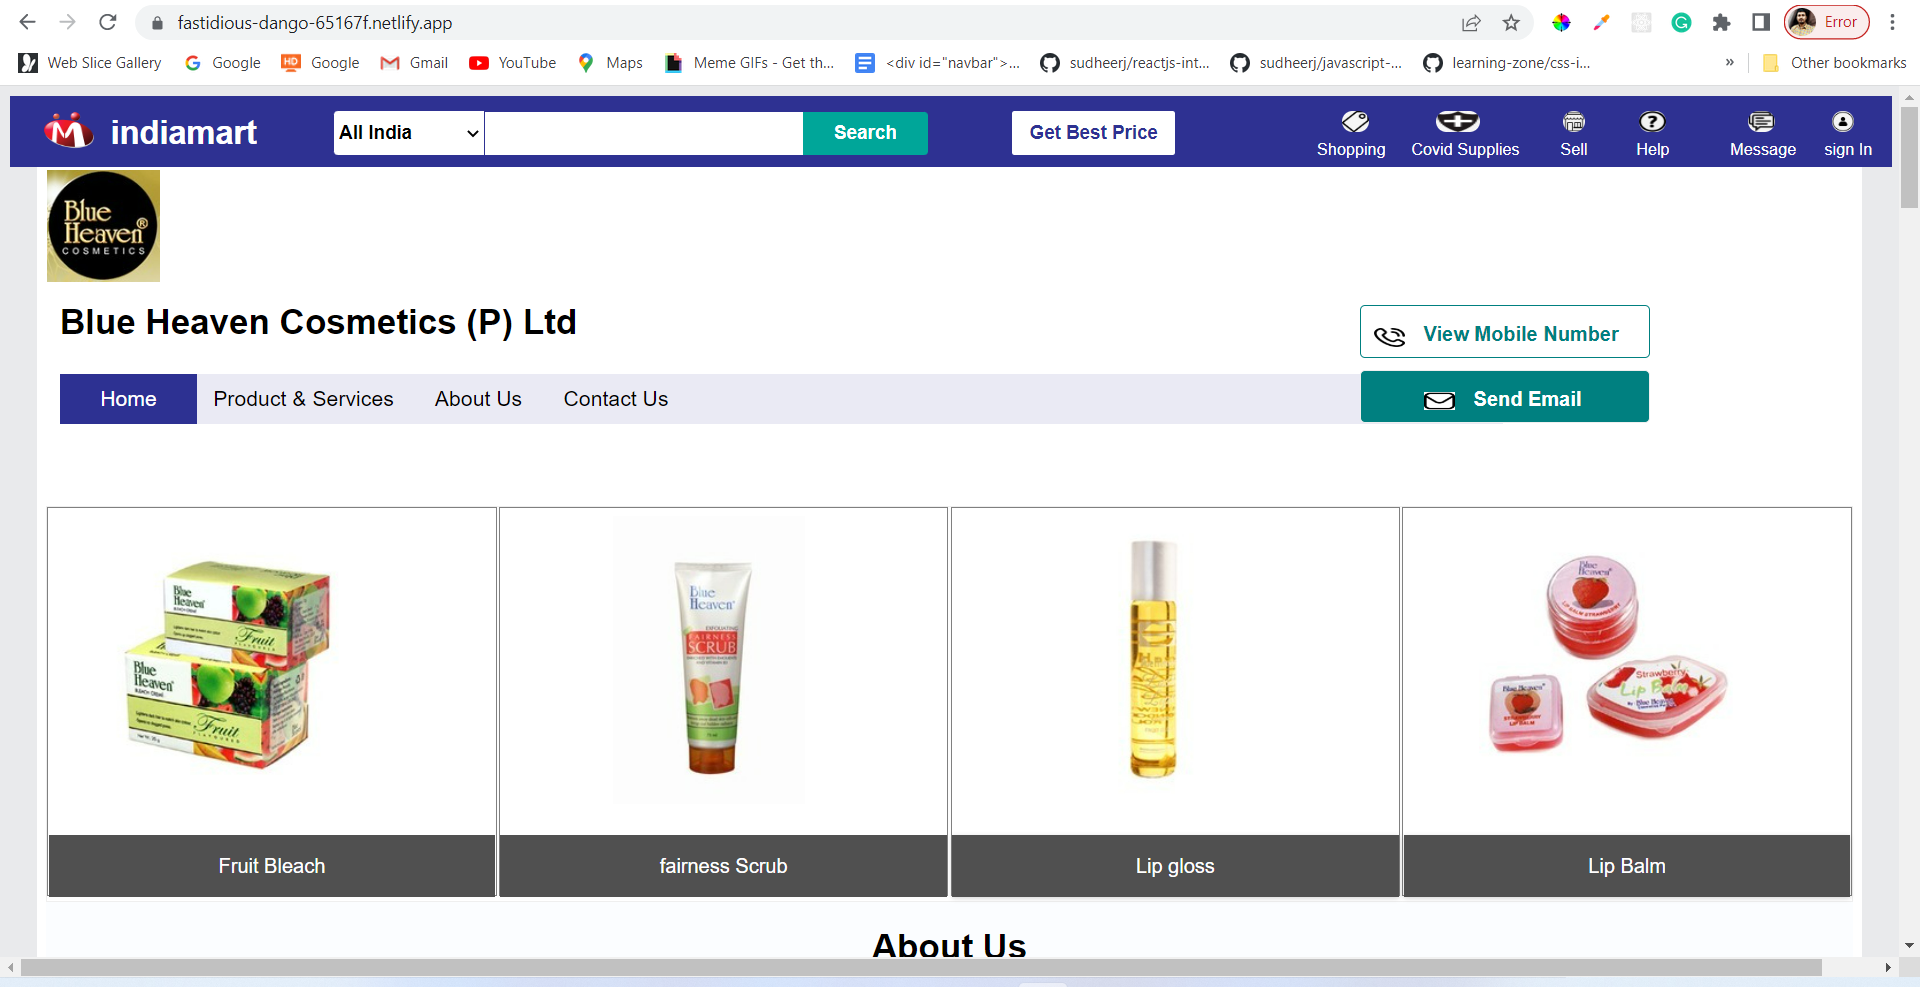 fastidious-dango-65167f.netlify.app
Error
Web Slice Gallery
Google
HD
Google
Gmail
YouTube
Maps
Meme GIFs - Get th...
<div id="navbar">...
sudheerj/reactjs-int...
sudheerj/javascript-...
learning-zone/css-i...
»
Other bookmarks
indiamart
All India
Search
Get Best Price
Shopping
Covid Supplies
Sell
Help
Message
sign In
Blue
Heaven®
COSMETICS
Blue Heaven Cosmetics (P) Ltd
View Mobile Number
Home
Product & Services
About Us
Contact Us
Send Email
Blue
Heaven
Fruit
Blue
Heaven
Fruit
Blue
Heaven
FAIRNESS
SCRUB
Blue
Heaven
Strawberry
Lip Balm
Blue Heaven
Fruit Bleach
fairness Scrub
Lip gloss
Lip Balm
About Us